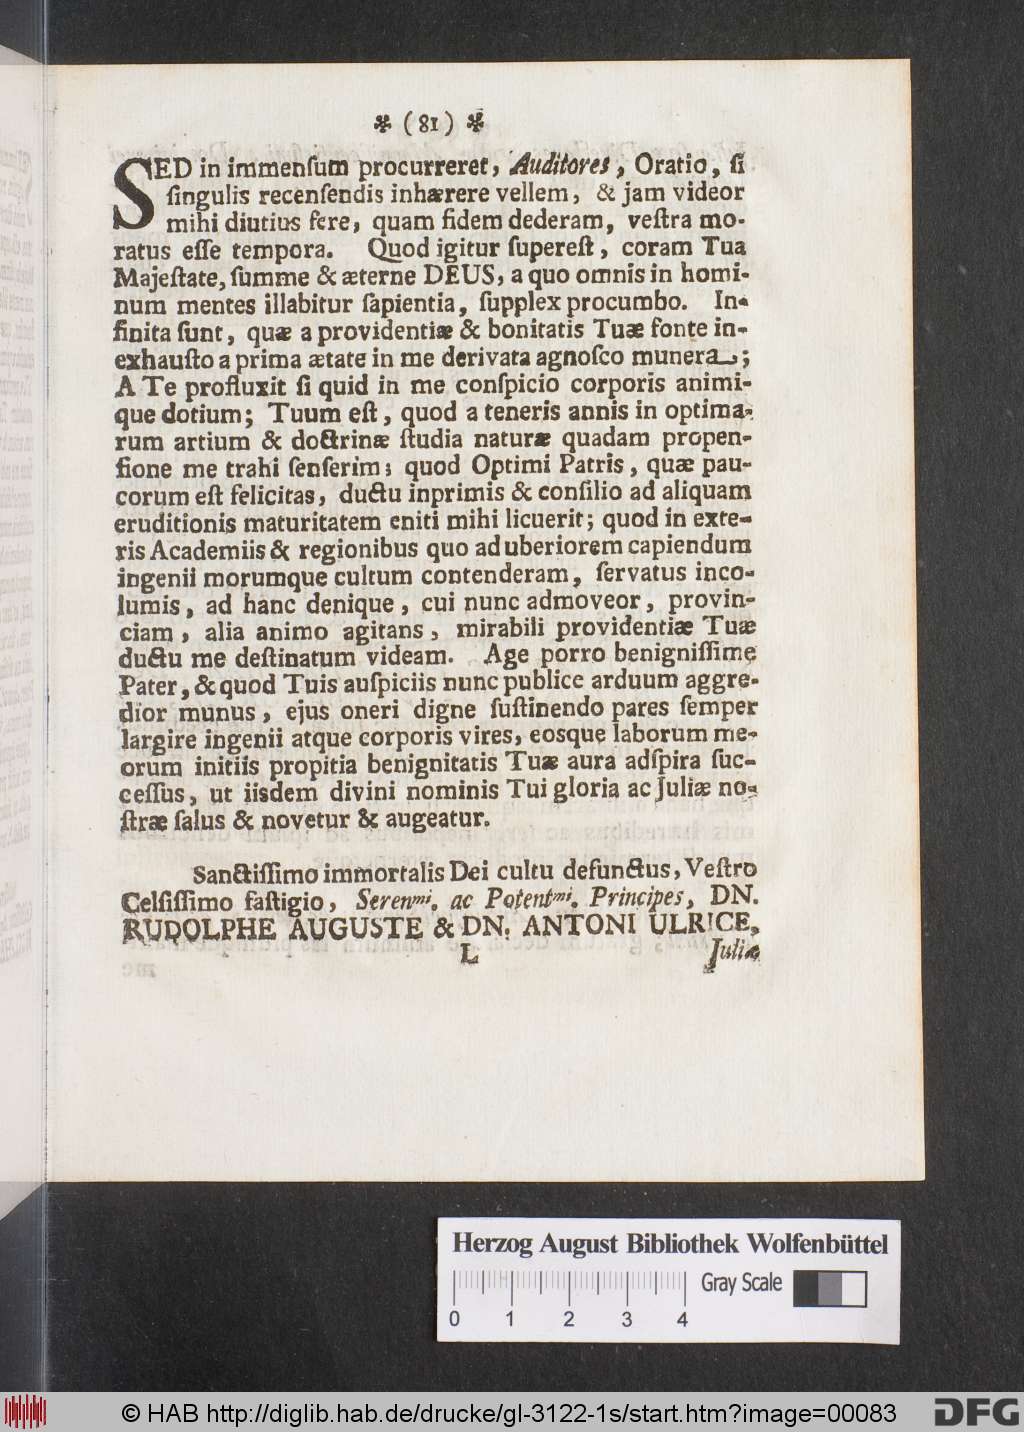 ✤ (81) ✤
SED in immenſum procurreret, Auditores, Oratio, ſi
ſingulis recenſendis inhærere vellem, & jam videor
mihi diutius fere, quam fidem dederam, veſtra mo-
ratus eſſe tempora. Quod igitur ſupereſt, coram Tua
Majeſtate, ſumme & æterne DEUS, a quo omnis in homi-
num mentes illabitur ſapientia, ſupplex procumbo. In-
finita ſunt, quæ a providentiæ & bonitatis Tuæ fonte in-
exhauſto a prima ætate in me derivata agnoſco munera;
A Te profluxit ſi quid in me conſpicio corporis animi-
que dotium; Tuum eſt, quod a teneris annis in optima-
rum artium & doctrinæ ſtudia naturæ quadam propen-
ſione me trahi ſenſerim; quod Optimi Patris, quæ pau-
corum eſt felicitas, ductu inprimis & conſilio ad aliquam
eruditionis maturitatem eniti mihi licuerit; quod in exte-
ris Academiis & regionibus quo ad uberiorem capiendum
ingenii morumque cultum contenderam, ſervatus inco-
lumis, ad hanc denique, cui nunc admoveor, provin-
ciam, alia animo agitans, mirabili providentiæ Tuæ
ductu me deſtinatum videam. Age porro benigniſſime
Pater, & quod Tuis auſpiciis nunc publice arduum aggre-
dior munus, ejus oneri digne ſuſtinendo pares ſemper
largire ingenii atque corporis vires, eosque laborum me-
orum initiis propitia benignitatis Tuæ aura adſpira ſuc-
ceſſus, ut iisdem divini nominis Tui gloria ac Juliæ no-
ſtræ ſalus & novetur & augeatur.
Sanctiſſimo immortalis Dei cultu defunctus, Veſtro
Celſiſſimo faſtigio, Serenmi. ac Potentmi. Principes, DN.
RUDOLPHE AUGUSTE & DN. ANTONI ULRICE,
L Juliæ
Herzog August Bibliothek Wolfenbüttel
Gray Scale
0 1 2 3 4
© HAB http://diglib.hab.de/drucke/gl-3122-1s/start.htm?image=00083
DFG